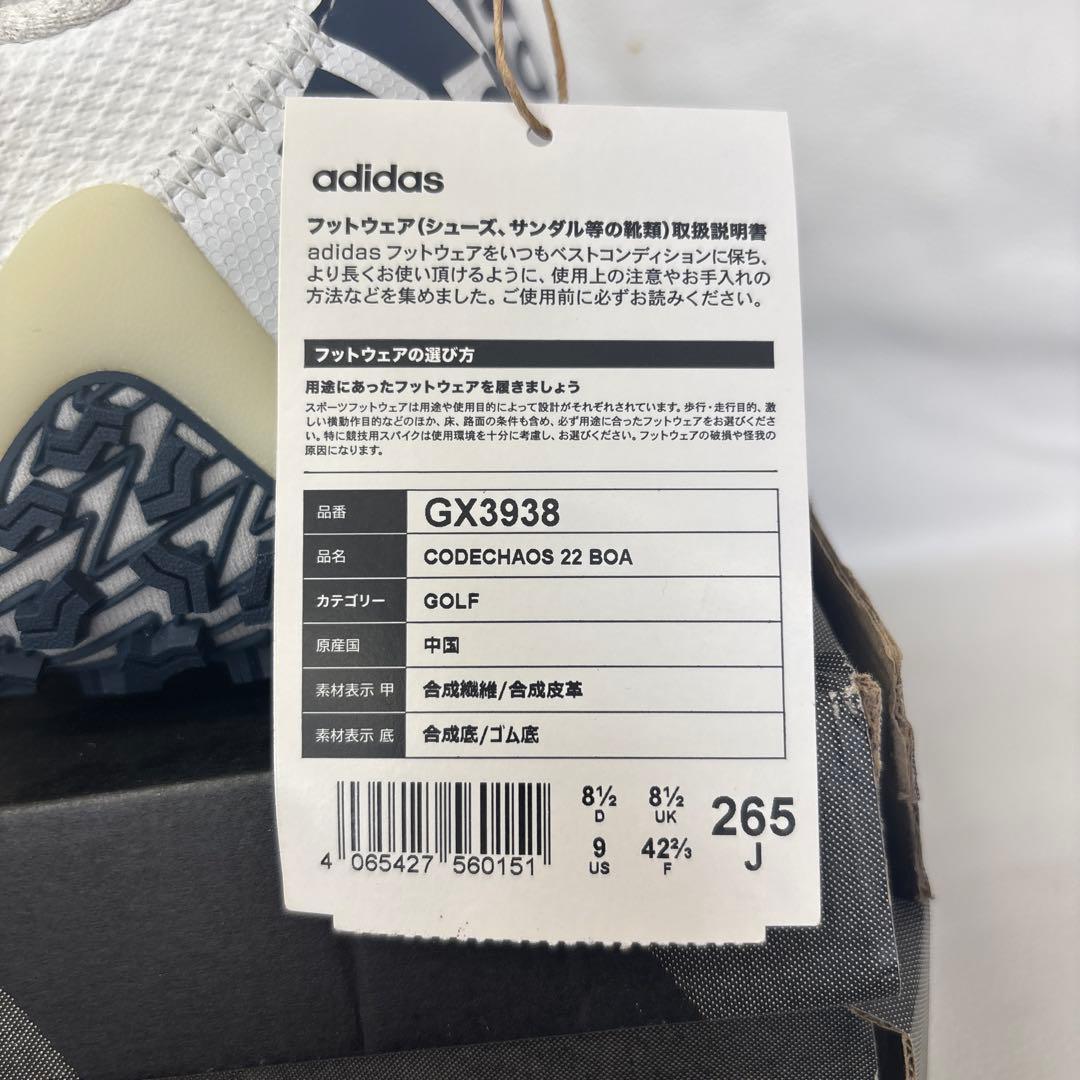 adidas
フットウェア(シューズ、サンダル等の靴類)取扱説明書
adidas フットウェアをいつもベストコンディションに保ち、
より長くお使い頂けるように、使用上の注意やお手入れの
方法などを集めました。ご使用前に必ずお読みください。
フットウェアの選び方
用途にあったフットウェアを履きましょう
スポーツフットウェアは用途や使用目的によって設計がそれぞれされています。歩行・走行目的、激
しい横動作目的などのほか、床、路面の条件も含め、必ず用途に合ったフットウェアをお選びくださ
い。特に競技用スパイクは使用環境を十分に考慮し、お選びください。フットウェアの破損や怪我の
原因になります。
品番 GX3938
品名 CODECHAOS 22 BOA
カテゴリー GOLF
原産国 中国
素材表示 甲 合成繊維/合成皮革
素材表示 底 合成底/ゴム底
8½ 8½ 265
D UK J
9 42⅔
US F
4 065427 560151